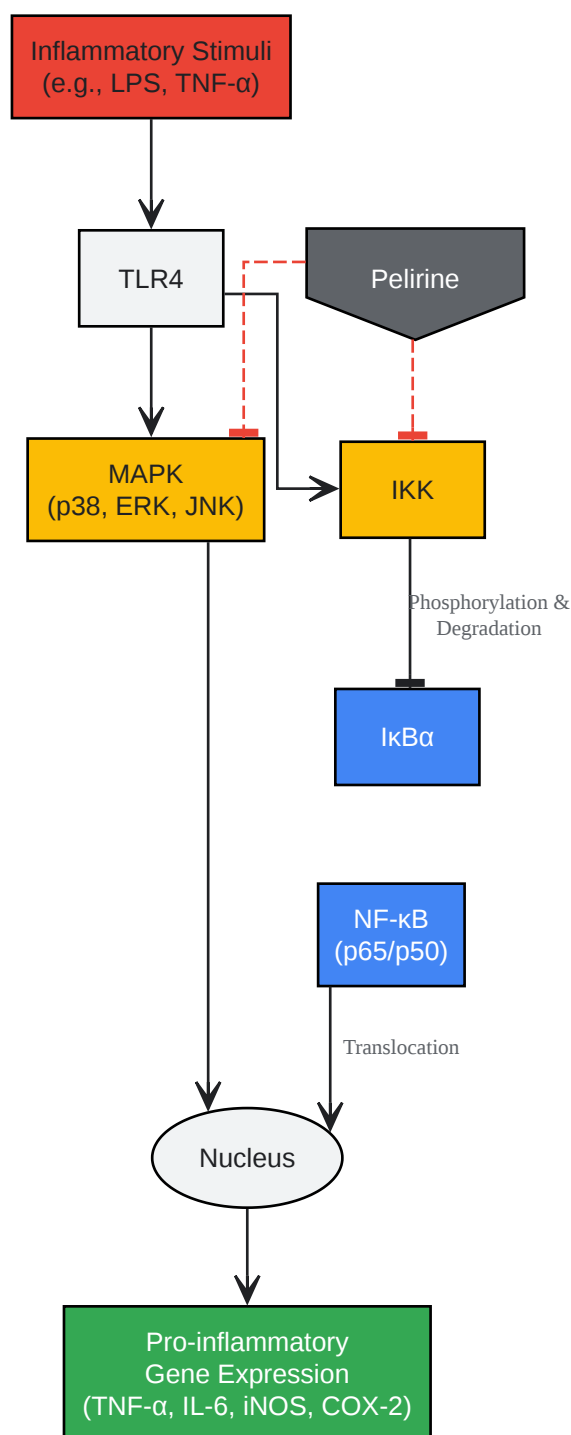 Inflammatory Stimuli
(e.g., LPS, TNF-α)
TLR4
Pelirine
MAPK
(p38, ERK, JNK)
IKK
Phosphorylation &
Degradation
IκBα
NF-κB
(p65/p50)
Translocation
Nucleus
Pro-inflammatory
Gene Expression
(TNF-α, IL-6, iNOS, COX-2)